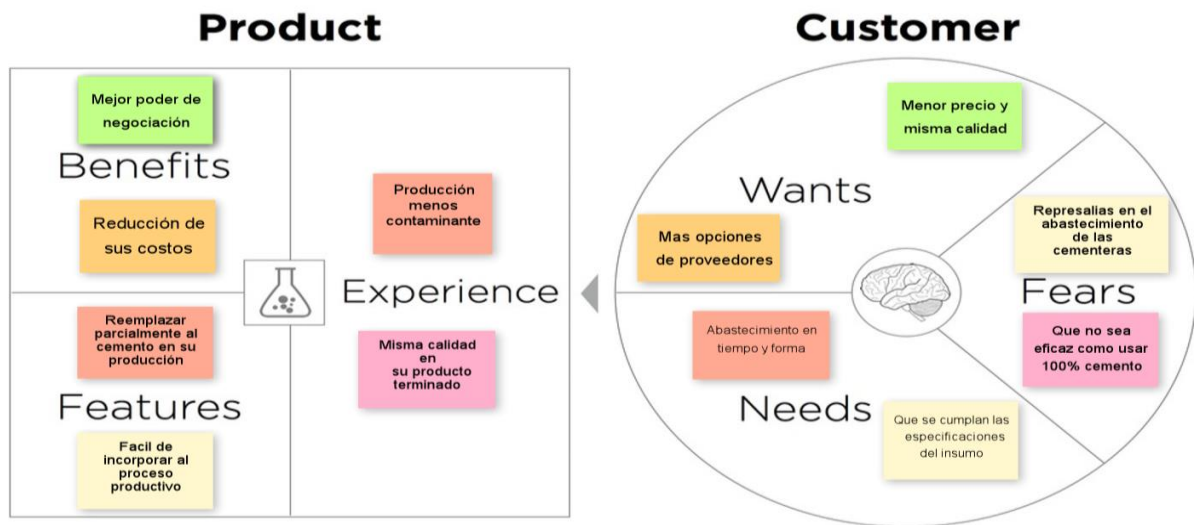 Product
Mejor poder de
negociación
Benefits
Reducción de
sus costos
Reemplazar
parcialmente al
cemento en su
producción
Features
Facil de
incorporar al
proceso
productivo
Producción
menos
contaminante
Experience
Misma calidad
en
su producto
terminado
Customer
Menor precio y
misma calidad
Wants
Mas opciones
de proveedores
Represalias en el
abastecimiento
de las
cementeras
Fears
Que no sea
eficaz como usar
100% cemento
Abastecimiento en
tiempo y forma
Needs
Que se cumplan las
especificaciones
del insumo